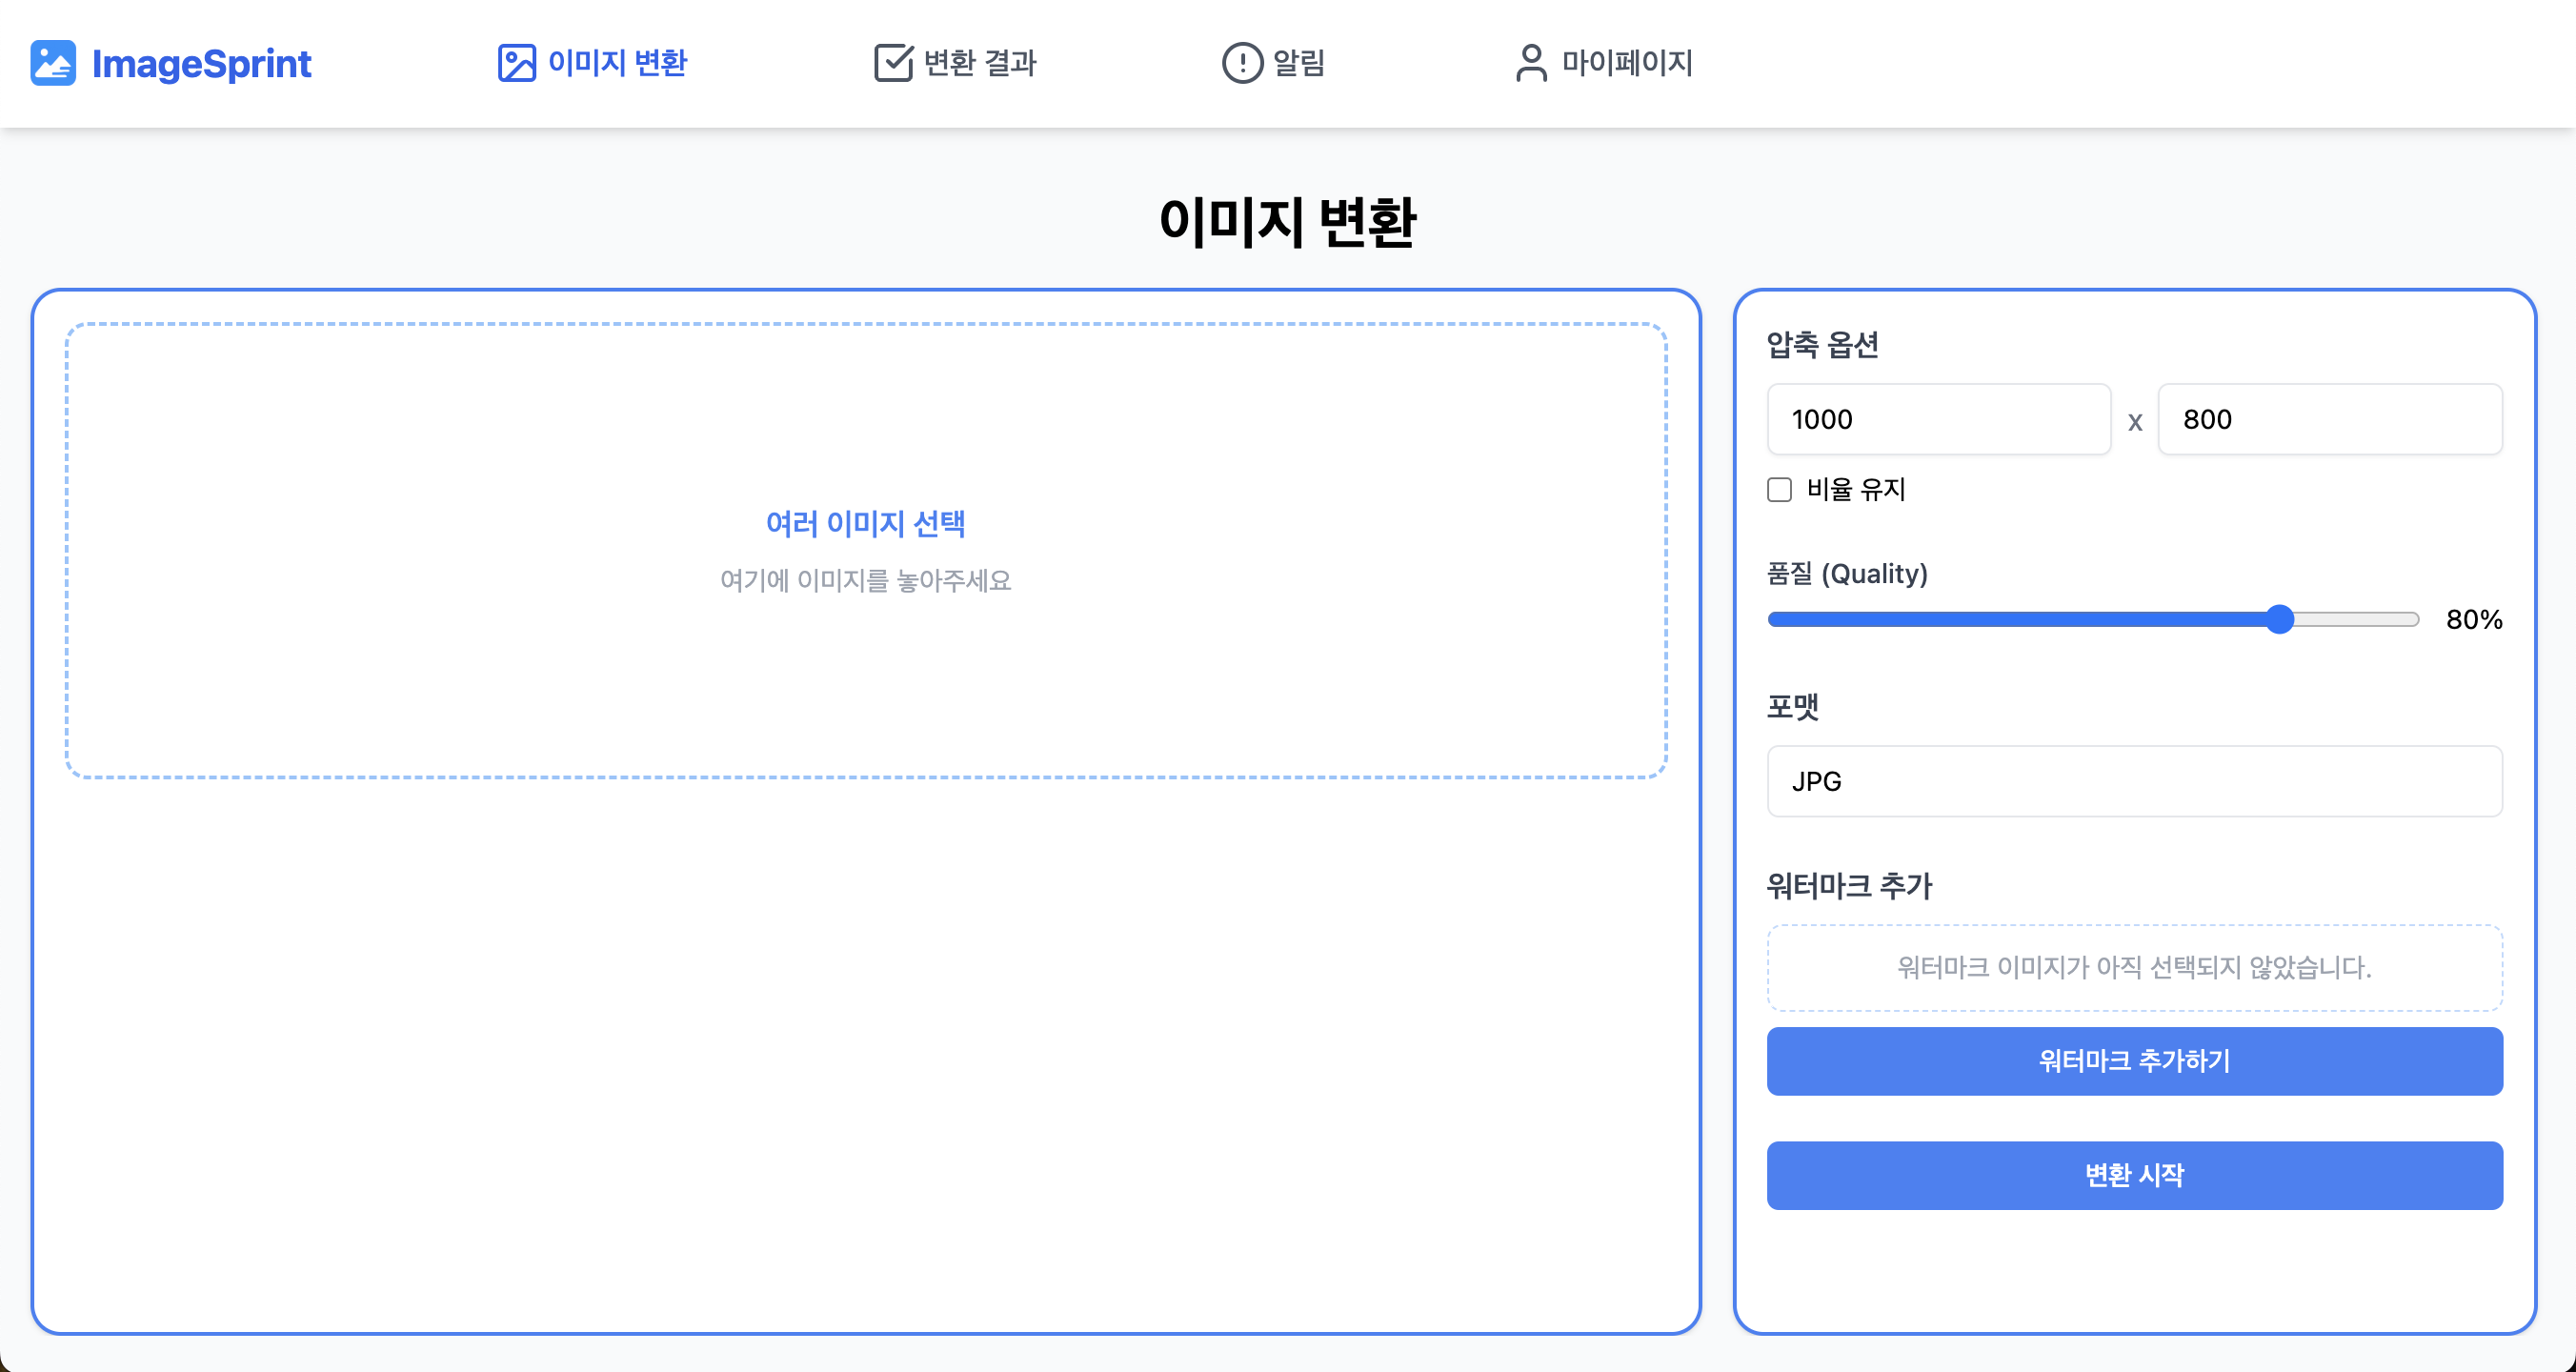 ImageSprint 이미지 변환 변환 결과 알림 마이페이지
이미지 변환
여러 이미지 선택
여기에 이미지를 놓아주세요
압축 옵션
1000 x 800
비율 유지
품질 (Quality)
80%
포맷
JPG
워터마크 추가
워터마크 이미지가 아직 선택되지 않았습니다.
워터마크 추가하기
변환 시작